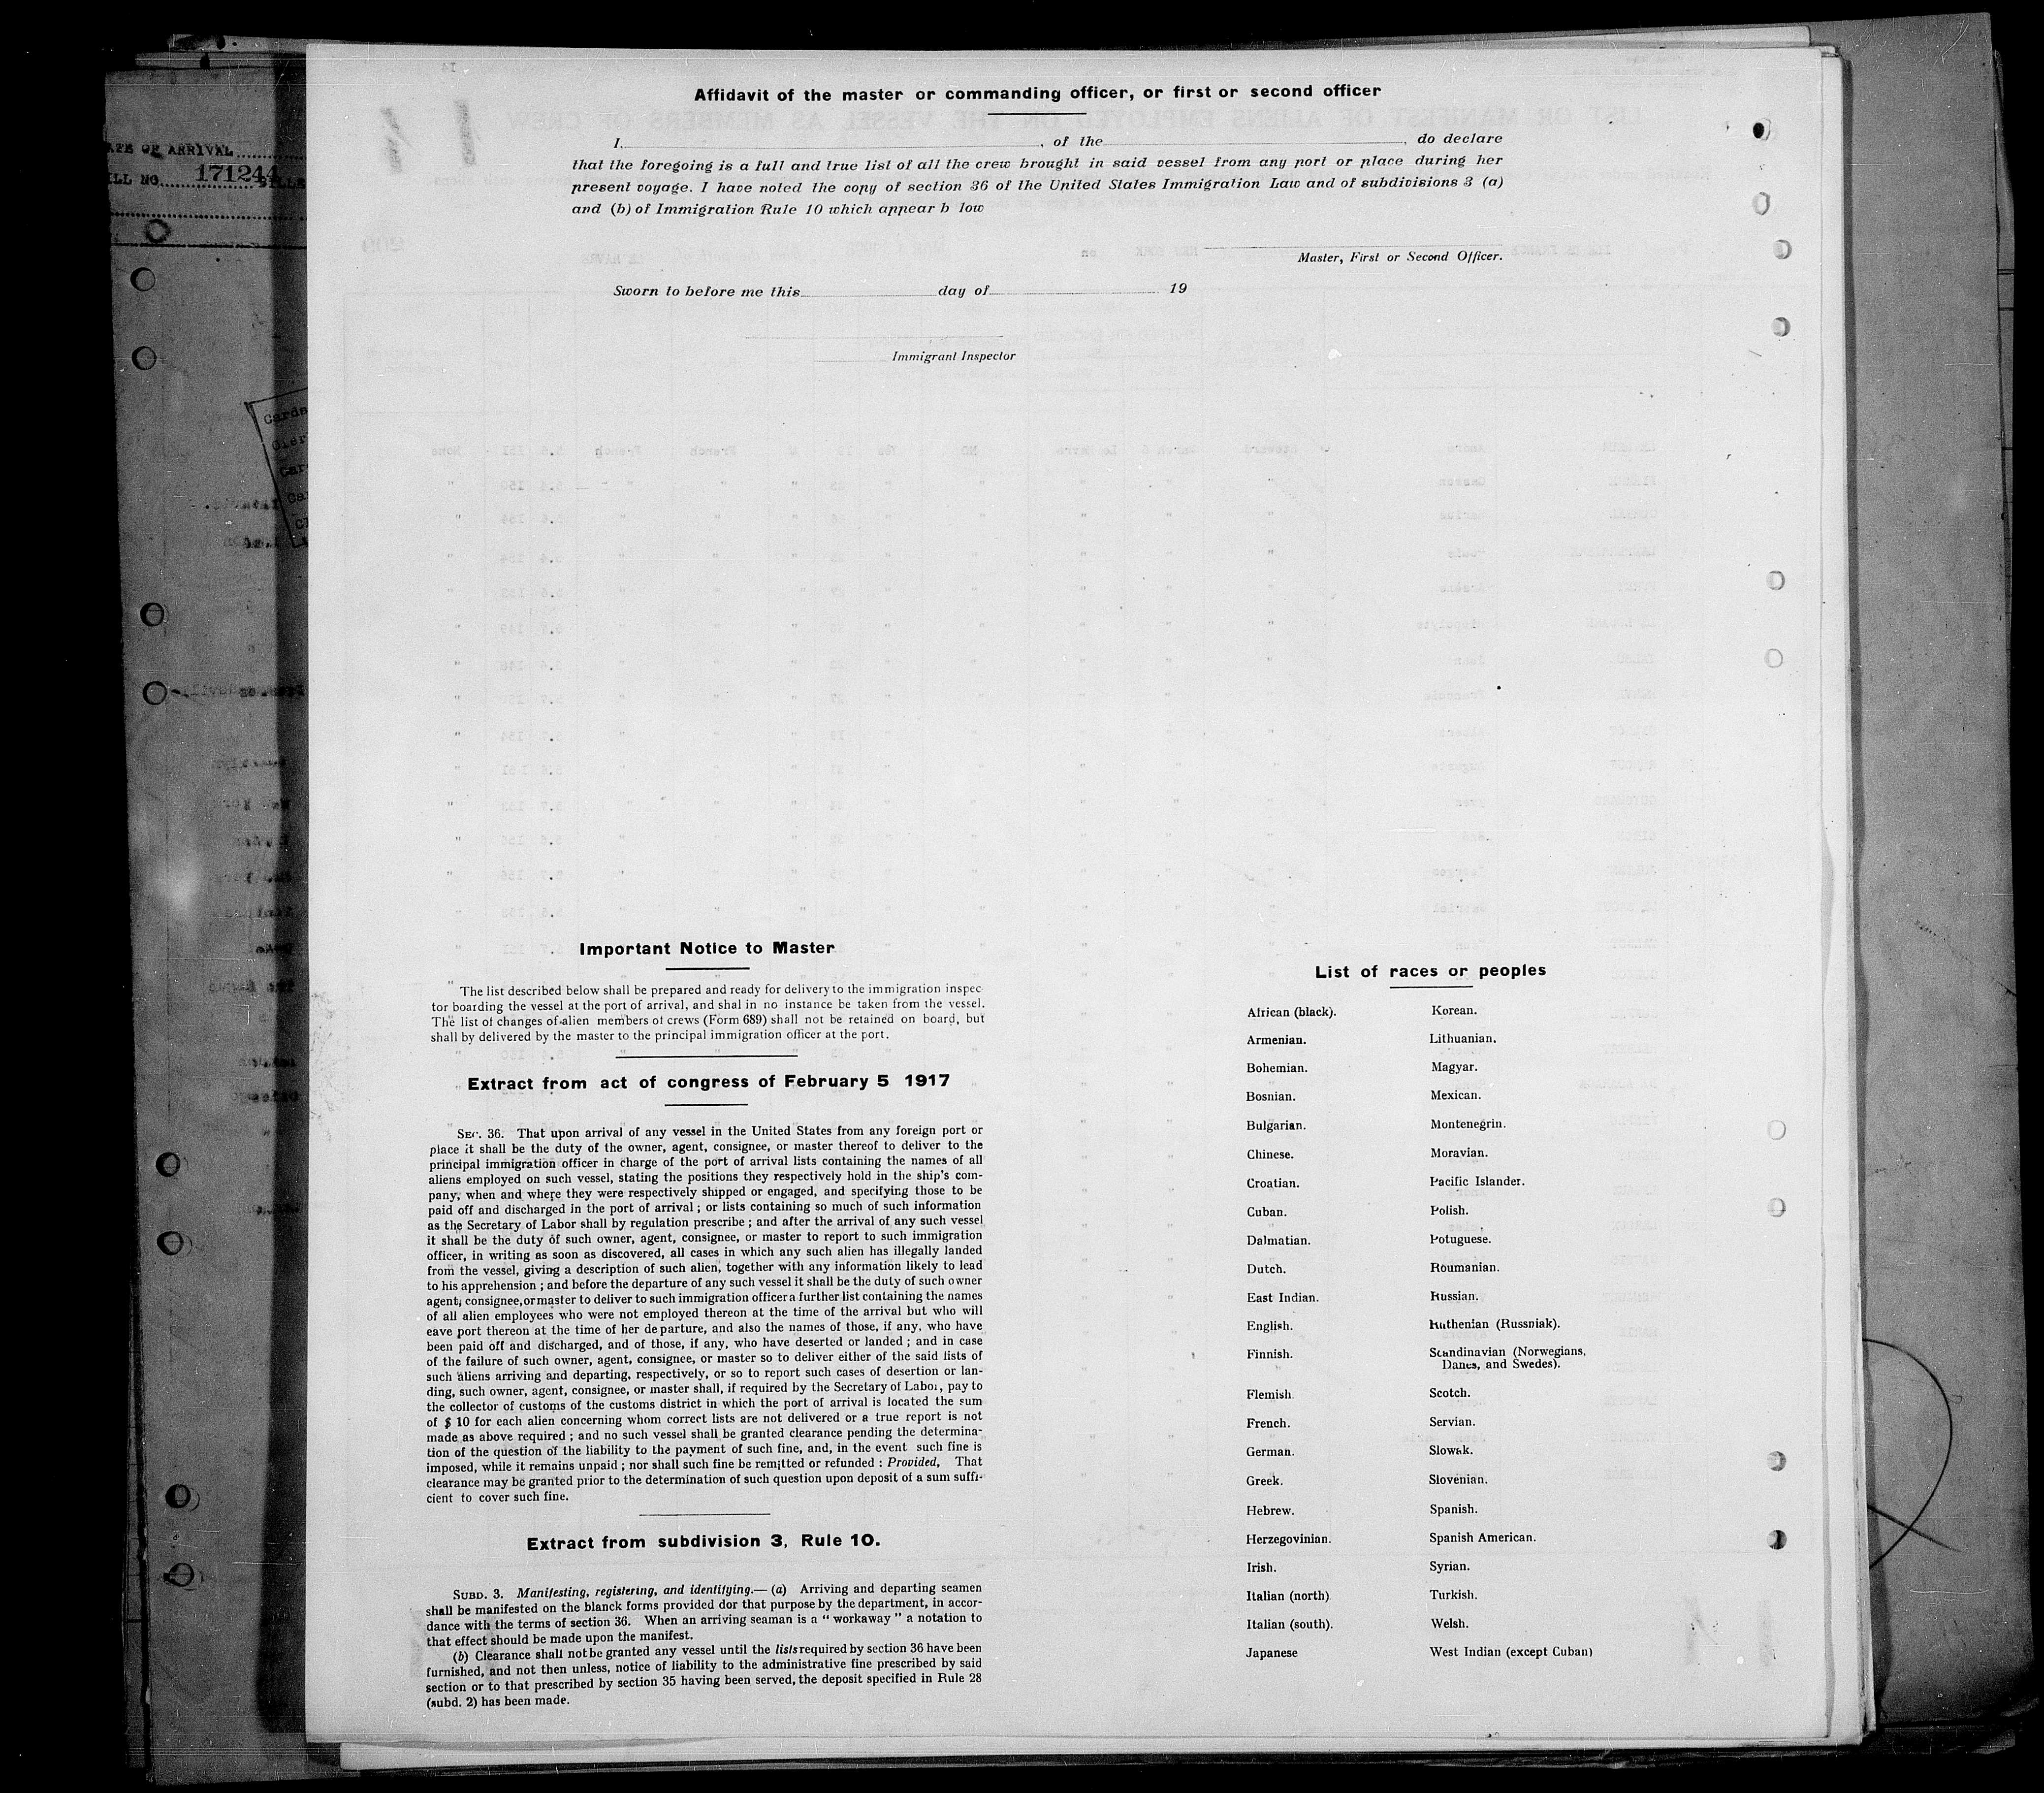 Affidavit of the master or commanding officer, or first or second officer
I, , of the , do declare
that the foregoing is a full and true list of all the crew brought in said vessel from any port or place during her
present voyage. I have noted the copy of section 36 of the United States Immigration Law and of subdivisions 3 (a)
and (b) of Immigration Rule 10 which appear b low
Master, First or Second Officer.
Sworn to before me this day of 19
Immigrant Inspector
ATE OF ARRIVAL
ILL NO. 171244
Important Notice to Master
" The list described below shall be prepared and ready for delivery to the immigration inspec-
tor boarding the vessel at the port of arrival, and shal in no instance be taken from the vessel.
The list of changes of alien members of crews (Form 689) shall not be retained on board, but
shall by delivered by the master to the principal immigration officer at the port.
Extract from act of congress of February 5 1917
SEC. 36. That upon arrival of any vessel in the United States from any foreign port or
place it shall be the duty of the owner, agent, consignee, or master thereof to deliver to the
principal immigration officer in charge of the port of arrival lists containing the names of all
aliens employed on such vessel, stating the positions they respectively hold in the ship's com-
pany, when and where they were respectively shipped or engaged, and specifying those to be
paid off and discharged in the port of arrival ; or lists containing so much of such information
as the Secretary of Labor shall by regulation prescribe ; and after the arrival of any such vessel
it shall be the duty of such owner, agent, consignee, or master to report to such immigration
officer, in writing as soon as discovered, all cases in which any such alien has illegally landed
from the vessel, giving a description of such alien, together with any information likely to lead
to his apprehension ; and before the departure of any such vessel it shall be the duty of such owner
agent, consignee, or master to deliver to such immigration officer a further list containing the names
of all alien employees who were not employed thereon at the time of the arrival but who will
eave port thereon at the time of her departure, and also the names of those, if any, who have
been paid off and discharged, and of those, if any, who have deserted or landed ; and in case
of the failure of such owner, agent, consignee, or master so to deliver either of the said lists of
such aliens arriving and departing, respectively, or so to report such cases of desertion or lan-
ding, such owner, agent, consignee, or master shall, if required by the Secretary of Labor, pay to
the collector of customs of the customs district in which the port of arrival is located the sum
of $ 10 for each alien concerning whom correct lists are not delivered or a true report is not
made as above required ; and no such vessel shall be granted clearance pending the determina-
tion of the question of the liability to the payment of such fine, and, in the event such fine is
imposed, while it remains unpaid ; nor shall such fine be remitted or refunded : Provided, That
clearance may be granted prior to the determination of such question upon deposit of a sum suffi-
cient to cover such fine.
Extract from subdivision 3, Rule 10.
SUBD. 3. Manifesting, registering, and identifying.— (a) Arriving and departing seamen
shall be manifested on the blanck forms provided dor that purpose by the department, in accor-
dance with the terms of section 36. When an arriving seaman is a " workaway " a notation to
that effect should be made upon the manifest.
(b) Clearance shall not be granted any vessel until the lists required by section 36 have been
furnished, and not then unless, notice of liability to the administrative fine prescribed by said
section or to that prescribed by section 35 having been served, the deposit specified in Rule 28
(subd. 2) has been made.
List of races or peoples
African (black).
Armenian.
Bohemian.
Bosnian.
Bulgarian.
Chinese.
Croatian.
Cuban.
Dalmatian.
Dutch.
East Indian.
English.
Finnish.
Flemish.
French.
German.
Greek.
Hebrew.
Herzegovinian.
Irish.
Italian (north)
Italian (south).
Japanese
Korean.
Lithuanian.
Magyar.
Mexican.
Montenegrin.
Moravian.
Pacific Islander.
Polish.
Potuguese.
Roumanian.
Russian.
Ruthenian (Russniak).
Scandinavian (Norwegians,
Danes, and Swedes).
Scotch.
Servian.
Slowak.
Slovenian.
Spanish.
Spanish American.
Syrian.
Turkish.
Welsh.
West Indian (except Cuban)